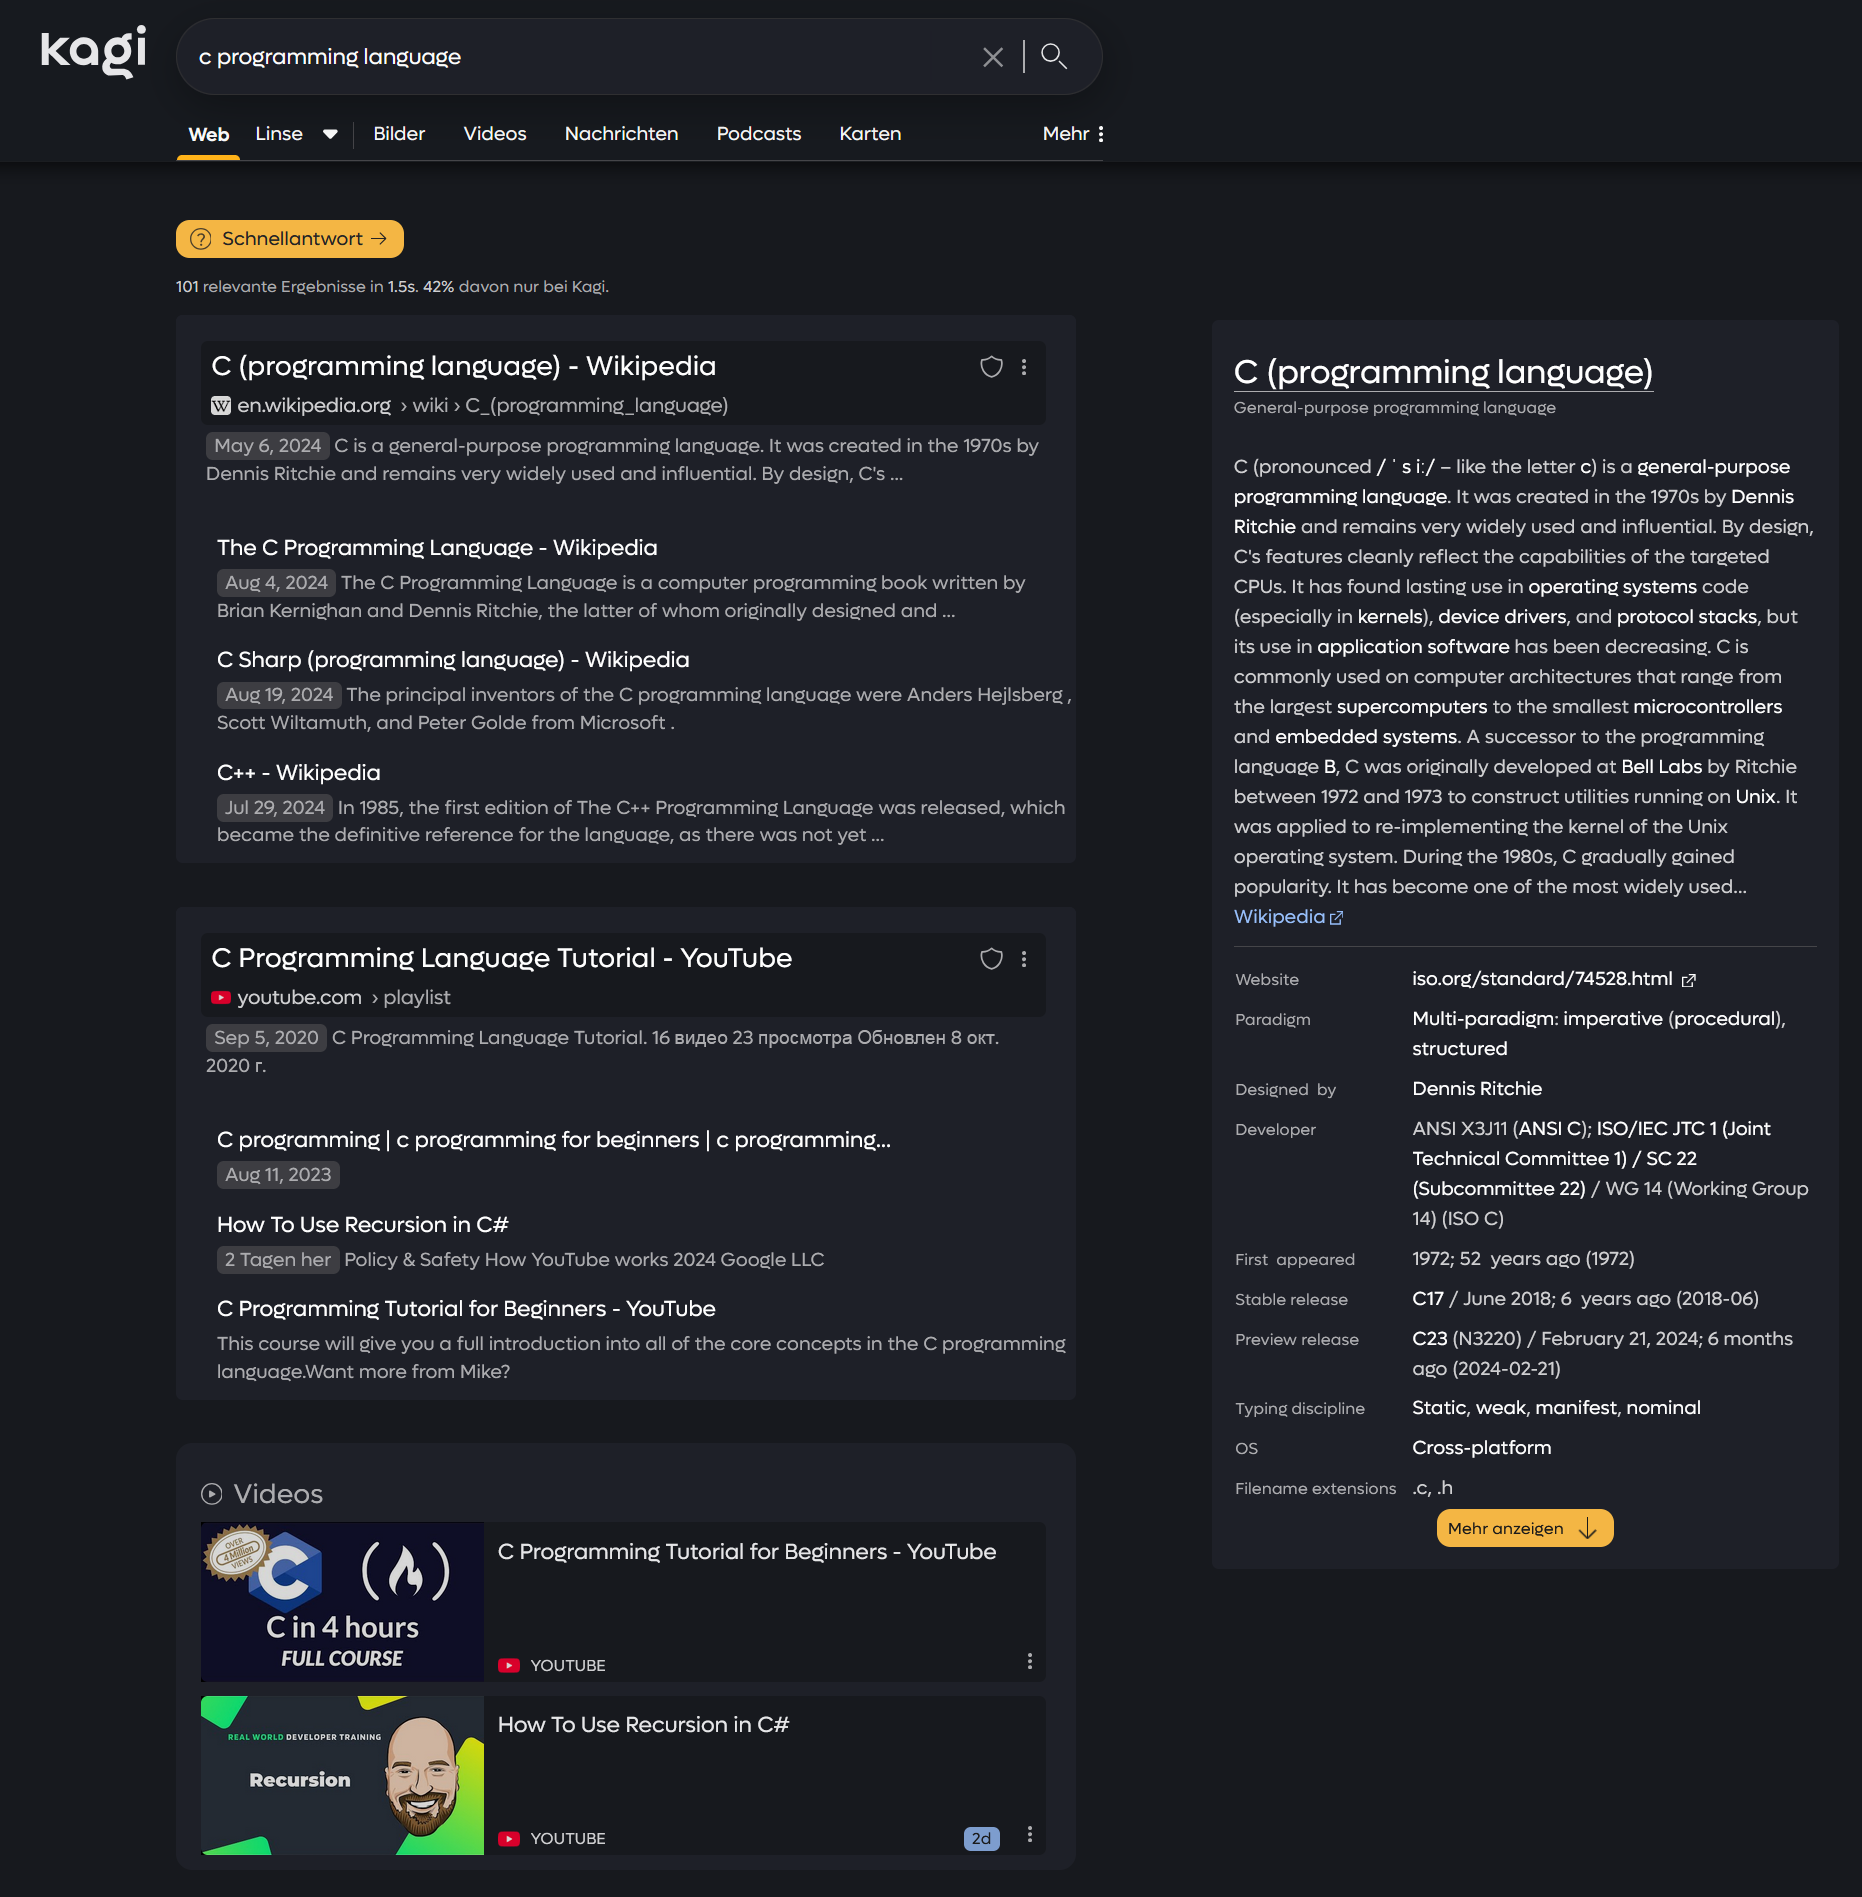 kagi
c programming language
Web Linse Bilder Videos Nachrichten Podcasts Karten Mehr
Schnellantwort
101 relevante Ergebnisse in 1.5s. 42% davon nur bei Kagi.
C (programming language) - Wikipedia
en.wikipedia.org › wiki › C_(programming_language)
May 6, 2024 C is a general-purpose programming language. It was created in the 1970s by
Dennis Ritchie and remains very widely used and influential. By design, C's ...
The C Programming Language - Wikipedia
Aug 4, 2024 The C Programming Language is a computer programming book written by
Brian Kernighan and Dennis Ritchie, the latter of whom originally designed and ...
C Sharp (programming language) - Wikipedia
Aug 19, 2024 The principal inventors of the C programming language were Anders Hejlsberg ,
Scott Wiltamuth, and Peter Golde from Microsoft .
C++ - Wikipedia
Jul 29, 2024 In 1985, the first edition of The C++ Programming Language was released, which
became the definitive reference for the language, as there was not yet ...
C Programming Language Tutorial - YouTube
youtube.com › playlist
Sep 5, 2020 C Programming Language Tutorial. 16 видео 23 просмотра Обновлен 8 окт.
2020 г.
C programming | c programming for beginners | c programming...
Aug 11, 2023
How To Use Recursion in C#
2 Tagen her Policy & Safety How YouTube works 2024 Google LLC
C Programming Tutorial for Beginners - YouTube
This course will give you a full introduction into all of the core concepts in the C programming
language.Want more from Mike?
Videos
OVER
4 Million
VIEWS
C
C in 4 hours
FULL COURSE
C Programming Tutorial for Beginners - YouTube
YOUTUBE
REAL WORLD DEVELOPER TRAINING
Recursion
How To Use Recursion in C#
YOUTUBE
2d
C (programming language)
General-purpose programming language
C (pronounced / ˈ s iː/ – like the letter c) is a general-purpose
programming language. It was created in the 1970s by Dennis
Ritchie and remains very widely used and influential. By design,
C's features cleanly reflect the capabilities of the targeted
CPUs. It has found lasting use in operating systems code
(especially in kernels), device drivers, and protocol stacks, but
its use in application software has been decreasing. C is
commonly used on computer architectures that range from
the largest supercomputers to the smallest microcontrollers
and embedded systems. A successor to the programming
language B, C was originally developed at Bell Labs by Ritchie
between 1972 and 1973 to construct utilities running on Unix. It
was applied to re-implementing the kernel of the Unix
operating system. During the 1980s, C gradually gained
popularity. It has become one of the most widely used...
Wikipedia
Website iso.org/standard/74528.html
Paradigm Multi-paradigm: imperative (procedural),
structured
Designed by Dennis Ritchie
Developer ANSI X3J11 (ANSI C); ISO/IEC JTC 1 (Joint
Technical Committee 1) / SC 22
(Subcommittee 22) / WG 14 (Working Group
14) (ISO C)
First appeared 1972; 52 years ago (1972)
Stable release C17 / June 2018; 6 years ago (2018-06)
Preview release C23 (N3220) / February 21, 2024; 6 months
ago (2024-02-21)
Typing discipline Static, weak, manifest, nominal
OS Cross-platform
Filename extensions .c, .h
Mehr anzeigen